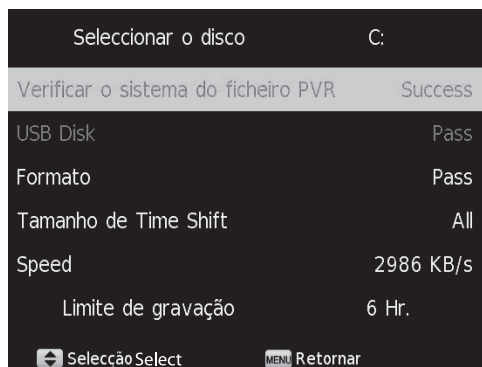 Seleccionar o disco C:
Verificar o sistema do ficheiro PVR Success
USB Disk Pass
Formato Pass
Tamanho de Time Shift All
Speed 2986 KB/s
Limite de gravação 6 Hr.
Selecção Select MENU Retornar